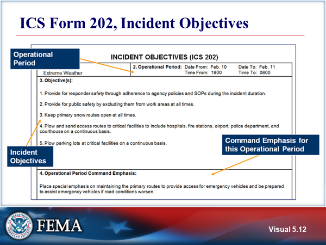 ICS Form 202, Incident Objectives
Operational
Period
INCIDENT OBJECTIVES (ICS 202)
2. Operational Period: Date From: Feb. 10 Date To: Feb. 11
Extreme Weather Time From: 1800 Time To: 0600
3. Objective(s):
1. Provide for responder safety through adherence to agency policies and SOPs during the incident duration.
2. Provide for public safety by excluding them from work areas at all times.
3. Keep primary snow routes open at all times.
4. Plow and sand access routes to critical facilities to include hospitals, fire stations, airport, police department, and
courthouse on a continuous basis.
5. Plow parking lots at critical facilities on a continuous basis.
Incident
Objectives
Command Emphasis for
this Operational Period
4. Operational Period Command Emphasis:
Place special emphasis on maintaining the primary routes to provide access for emergency vehicles and be prepared
to assist emergency vehicles if road conditions worsen.
FEMA
Visual 5.12